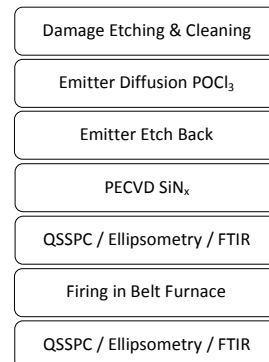 Damage Etching & Cleaning
Emitter Diffusion POCl₃
Emitter Etch Back
PECVD SiNₓ
QSSPC / Ellipsometry / FTIR
Firing in Belt Furnace
QSSPC / Ellipsometry / FTIR